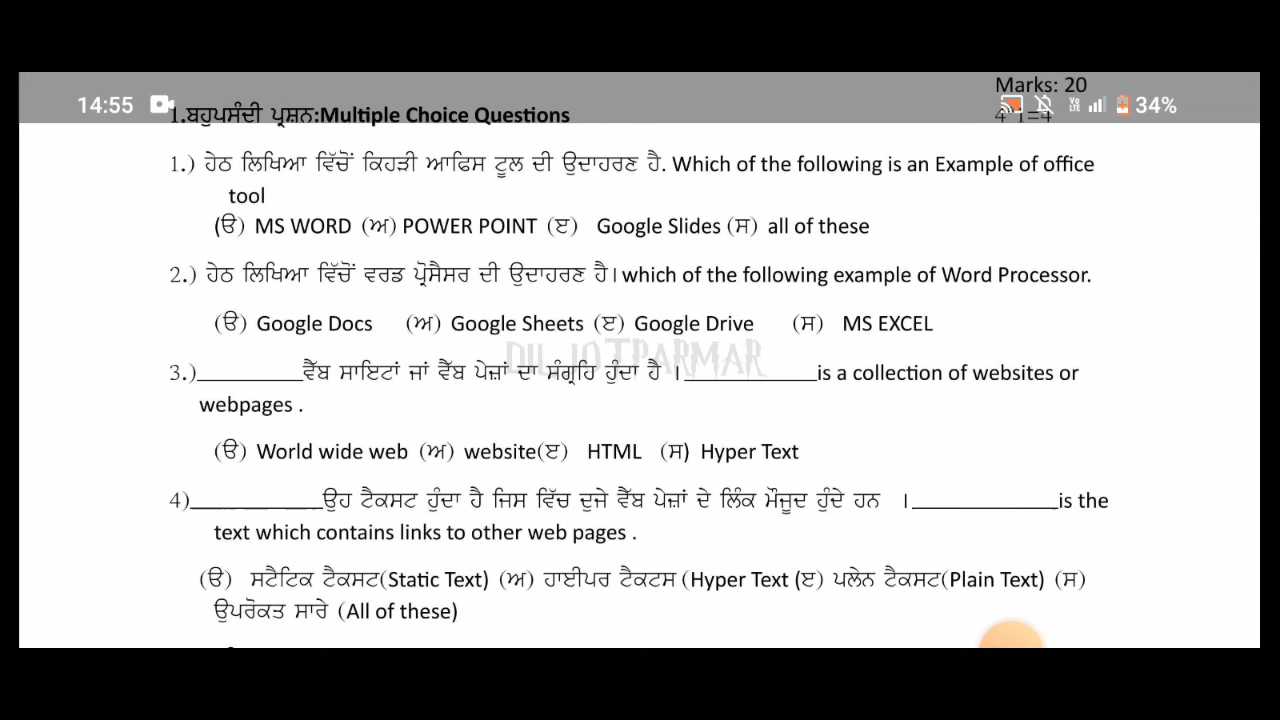 Marks: 20
14:55
34%
1.ਬਹੁਪਸੰਦੀ ਪ੍ਰਸ਼ਨ:Multiple Choice Questions
4*1=4
1.) ਹੇਠ ਲਿਖਿਆ ਵਿੱਚੋਂ ਕਿਹੜੀ ਆਫਿਸ ਟੂਲ ਦੀ ਉਦਾਹਰਣ ਹੈ. Which of the following is an Example of office
tool
(ੳ) MS WORD (ਅ) POWER POINT (ੲ) Google Slides (ਸ) all of these
2.) ਹੇਠ ਲਿਖਿਆ ਵਿੱਚੋਂ ਵਰਡ ਪ੍ਰੋਸੈਸਰ ਦੀ ਉਦਾਹਰਣ ਹੈ। which of the following example of Word Processor.
(ੳ) Google Docs (ਅ) Google Sheets (ੲ) Google Drive (ਸ) MS EXCEL
DILJOTPARMAR
3.)__________ਵੈੱਬ ਸਾਇਟਾਂ ਜਾਂ ਵੈੱਬ ਪੇਜ਼ਾਂ ਦਾ ਸੰਗ੍ਰਹਿ ਹੁੰਦਾ ਹੈ ।____________is a collection of websites or
webpages .
(ੳ) World wide web (ਅ) website(ੲ) HTML (ਸ) Hyper Text
4)____________ਉਹ ਟੈਕਸਟ ਹੁੰਦਾ ਹੈ ਜਿਸ ਵਿੱਚ ਦੁਜੇ ਵੈੱਬ ਪੇਜ਼ਾਂ ਦੇ ਲਿੰਕ ਮੌਜੂਦ ਹੁੰਦੇ ਹਨ ।_____________is the
text which contains links to other web pages .
(ੳ) ਸਟੈਟਿਕ ਟੈਕਸਟ(Static Text) (ਅ) ਹਾਈਪਰ ਟੈਕਟਸ (Hyper Text (ੲ) ਪਲੇਨ ਟੈਕਸਟ(Plain Text) (ਸ)
ਉਪਰੋਕਤ ਸਾਰੇ (All of these)